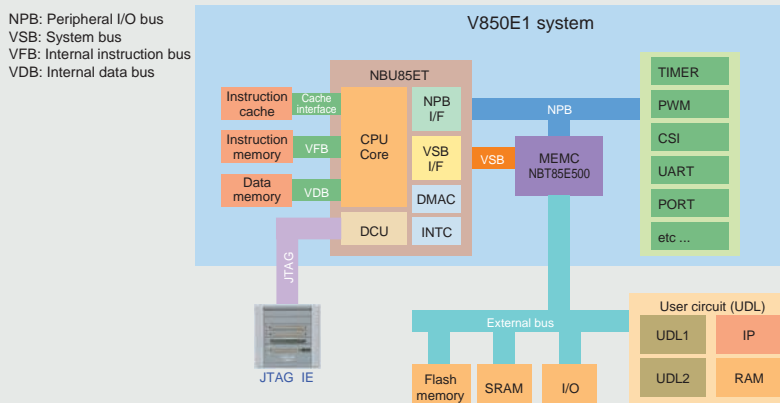 NPB: Peripheral I/O bus
VSB: System bus
VFB: Internal instruction bus
VDB: Internal data bus
V850E1 system
NBU85ET
Instruction
cache
Cache
interface
Instruction
memory
VFB
Data
memory
VDB
CPU
Core
DCU
NPB
I/F
VSB
I/F
DMAC
INTC
NPB
VSB
MEMC
NBT85E500
TIMER
PWM
CSI
UART
PORT
etc ...
JTAG
JTAG IE
External bus
Flash
memory
SRAM
I/O
User circuit (UDL)
UDL1
IP
UDL2
RAM